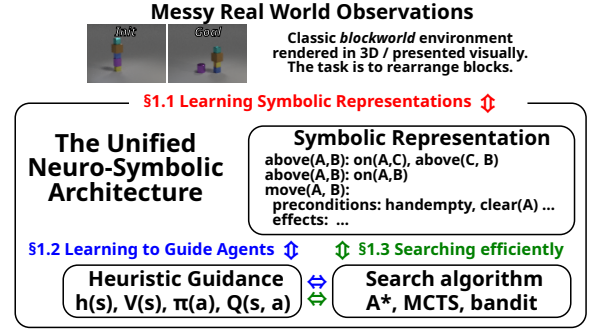 Messy Real World Observations
Init
Goal
Classic blockworld environment
rendered in 3D / presented visually.
The task is to rearrange blocks.
§1.1 Learning Symbolic Representations ⇕
The Unified
Neuro-Symbolic
Architecture
Symbolic Representation
above(A,B): on(A,C), above(C, B)
above(A,B): on(A,B)
move(A, B):
preconditions: handempty, clear(A) ...
effects: ...
§1.2 Learning to Guide Agents ⇕
⇕ §1.3 Searching efficiently
Heuristic Guidance
h(s), V(s), π(a), Q(s, a)
⇔
⇔
Search algorithm
A*, MCTS, bandit